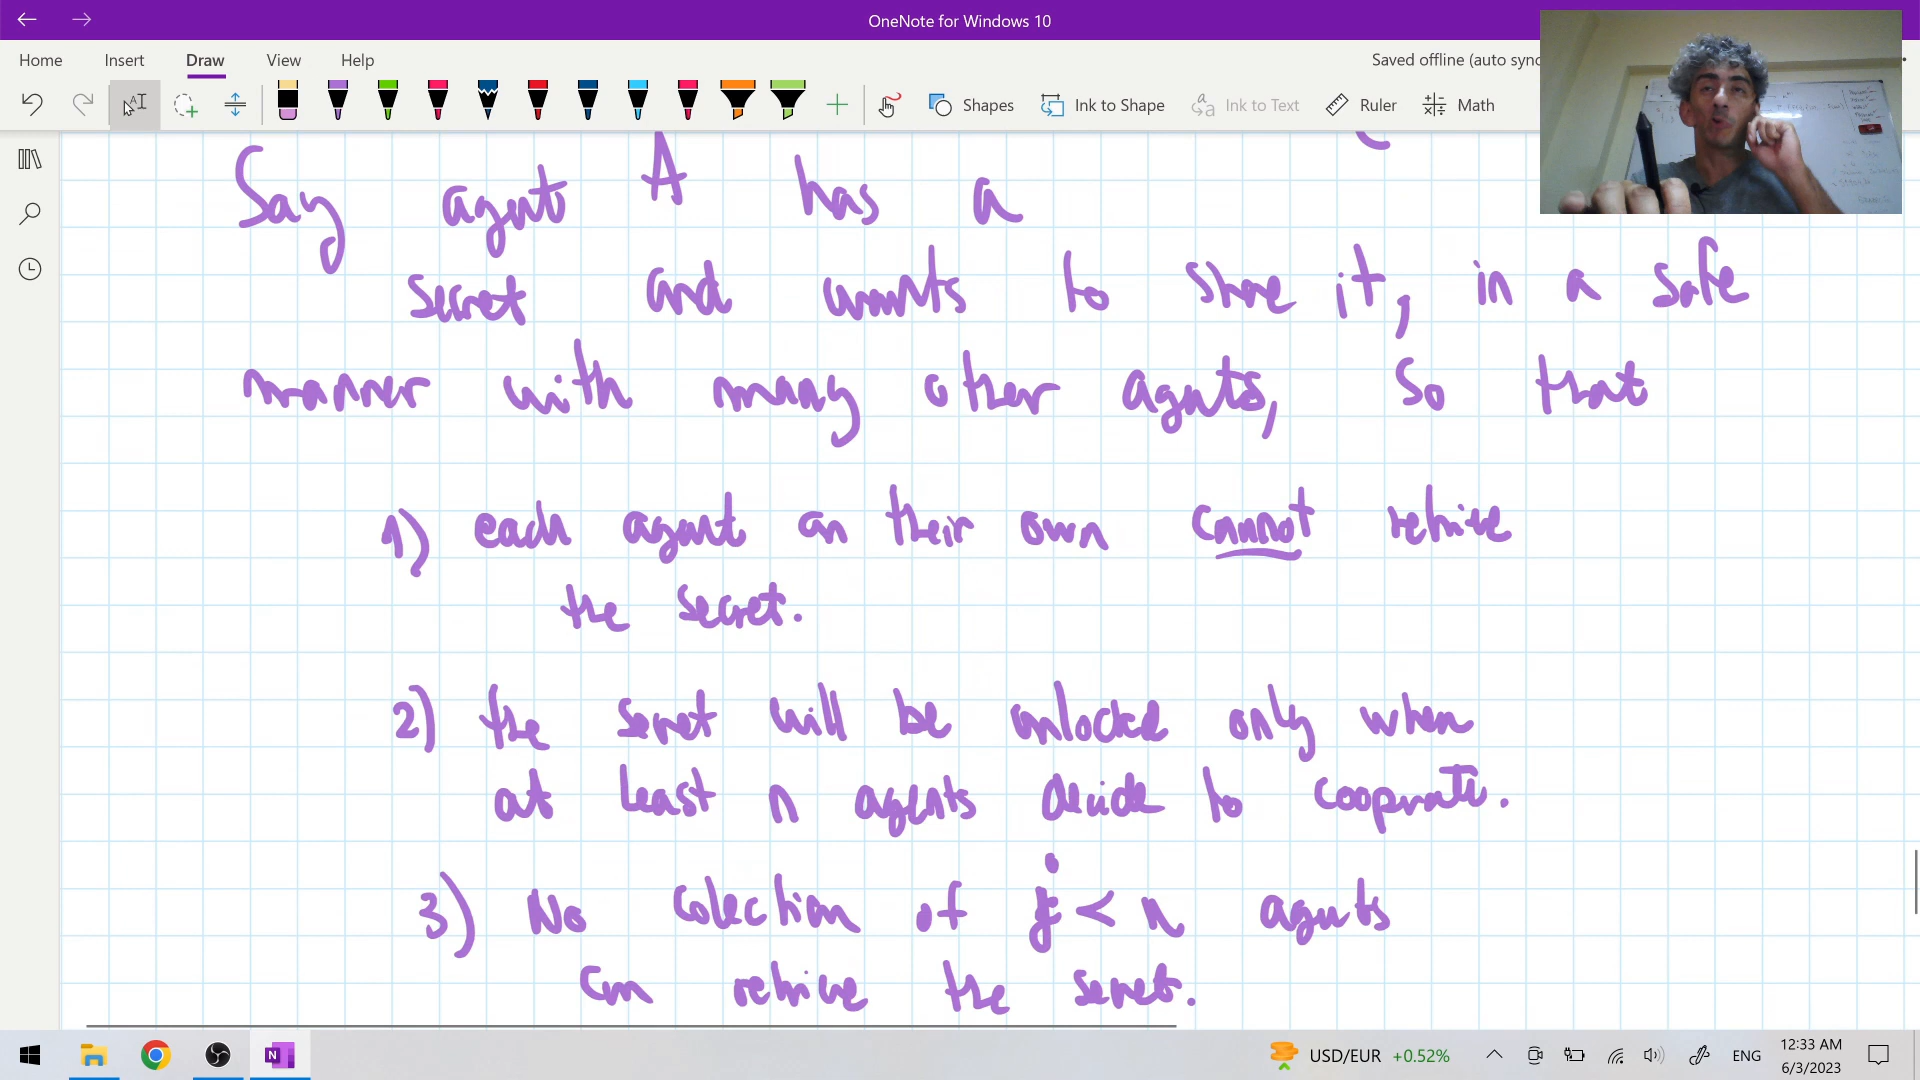 OneNote for Windows 10
Home Insert Draw View Help Saved offline (auto sync
Shapes Ink to Shape Ink to Text Ruler Math
Say agent A has a
secret and wants to share it, in a safe
manner with many other agents, so that
1) each agent on their own cannot retrive
the secret.
2) the secret will be unlocked only when
at least n agents decide to cooperate.
3) No colection of j < n agents
can retrive the secret.
USD/EUR +0.52% ENG 12:33 AM
6/3/2023